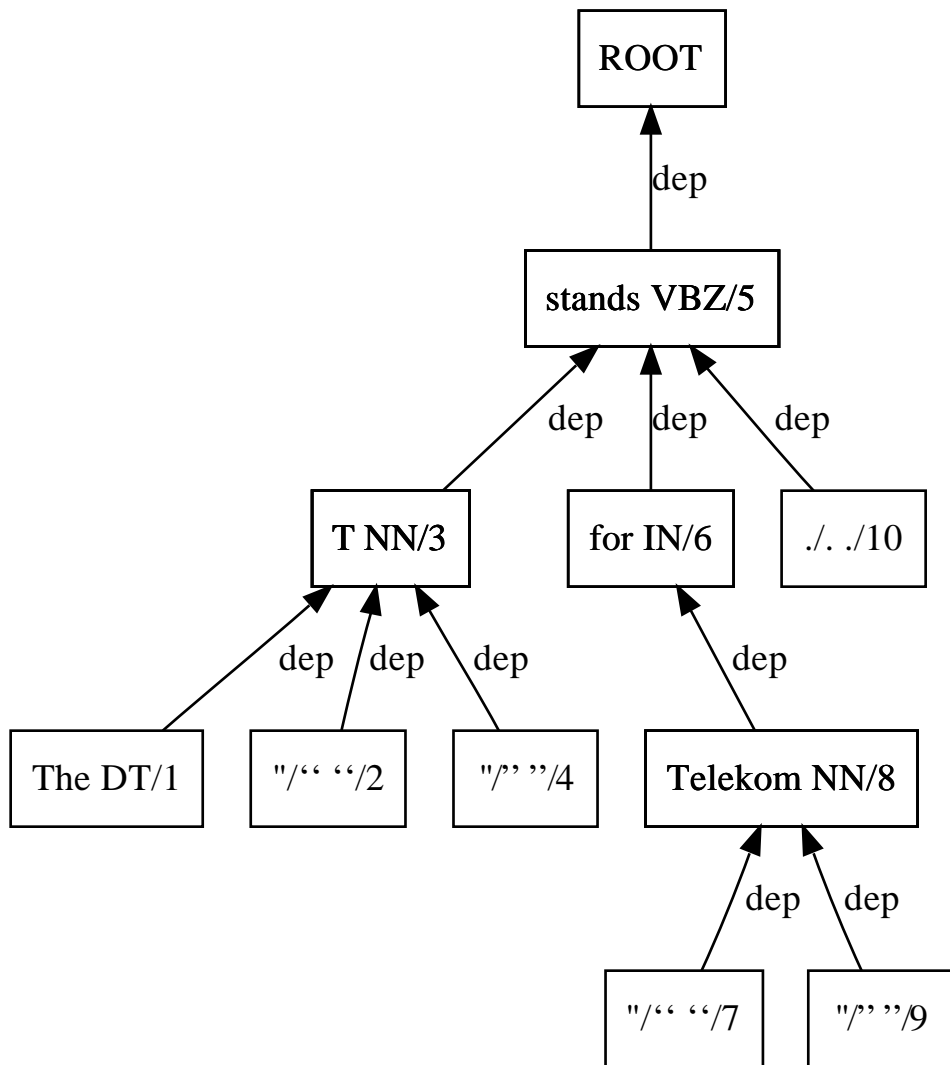 ROOT
dep
stands VBZ/5
dep dep dep
T NN/3 for IN/6 ./. ./10
dep dep dep dep
The DT/1 "/“ “/2 "/” ”/4 Telekom NN/8
dep dep
"/“ “/7 "/” ”/9